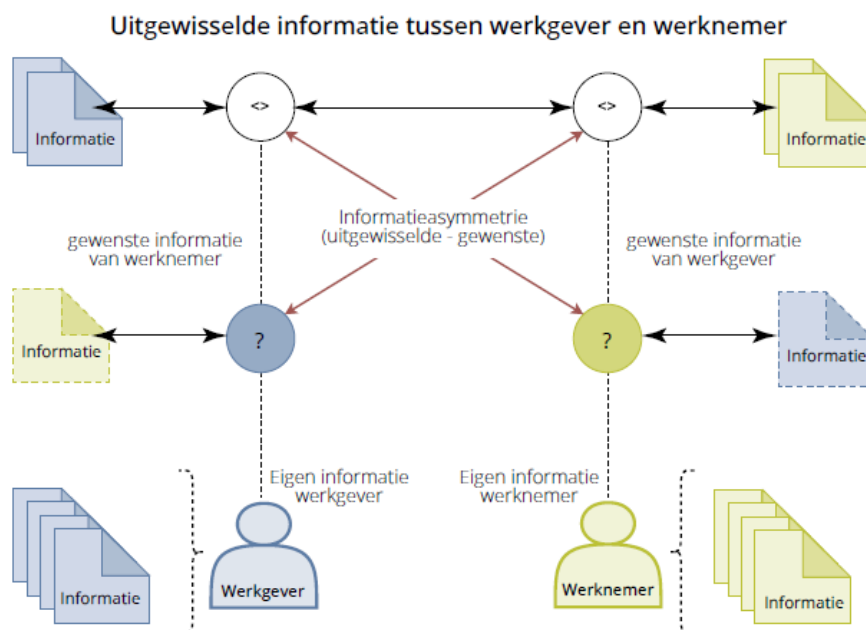 Uitgewisselde informatie tussen werkgever en werknemer
<>
<>
Informatie
Informatie
Informatieasymmetrie
(uitgewisselde - gewenste)
gewenste informatie
van werknemer
gewenste informatie
van werkgever
?
?
Informatie
Informatie
Eigen informatie
werkgever
Eigen informatie
werknemer
Werkgever
Werknemer
Informatie
Informatie